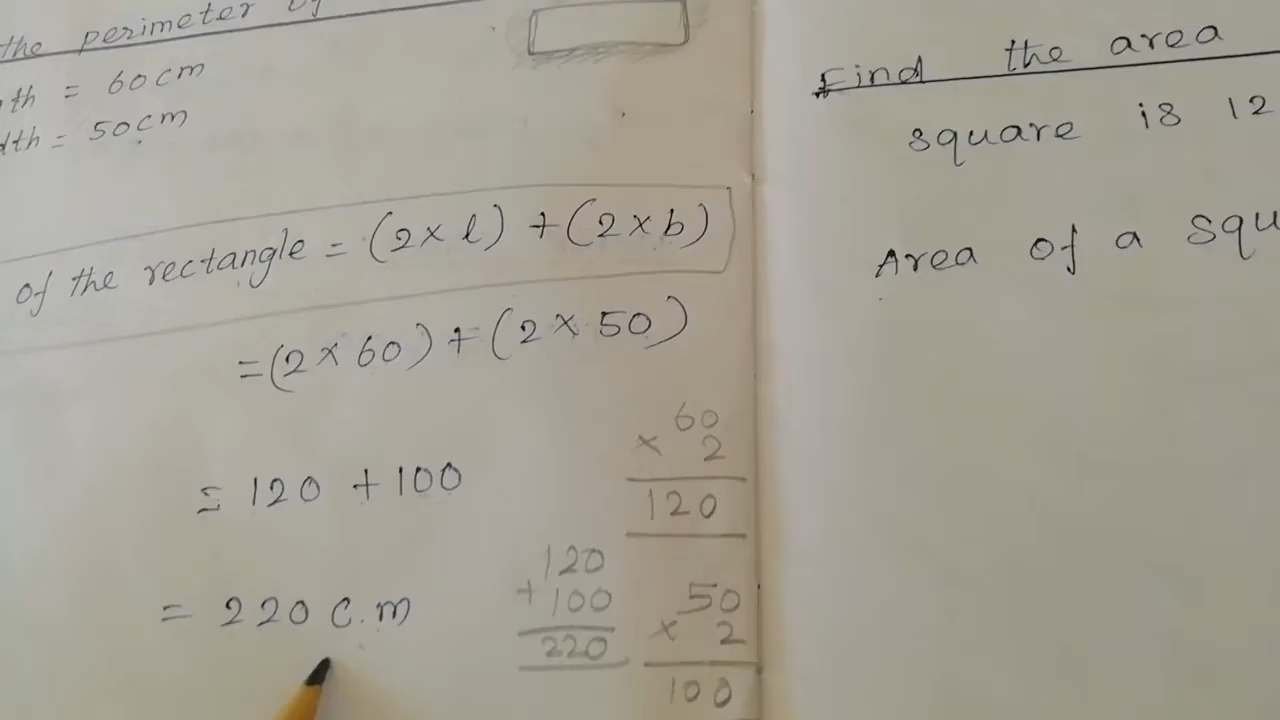 the perimeter
th = 60cm
dth = 50cm
of the rectangle = (2 × l) + (2 × b)
= (2 × 60) + (2 × 50)
= 120 + 100
= 220 c.m
60
× 2
120
120
+ 100
220
50
× 2
100
Find the area
square is 12
Area of a squ